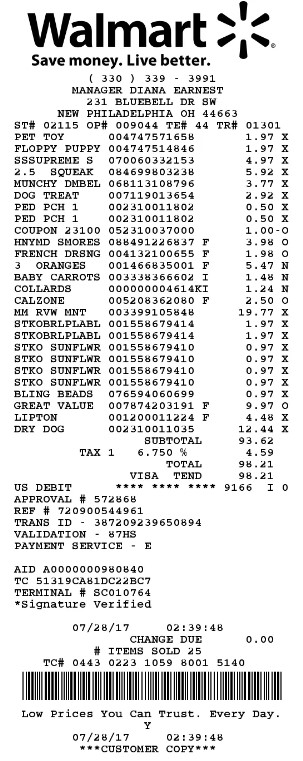 Walmart
Save money. Live better.
( 330 ) 339 - 3991
MANAGER DIANA EARNEST
231 BLUEBELL DR SW
NEW PHILADELPHIA OH 44663
ST# 02115 OP# 009044 TE# 44 TR# 01301
PET TOY 004747571658 1.97 X
FLOPPY PUPPY 004747514846 1.97 X
SSSUPREME S 070060332153 4.97 X
2.5 SQUEAK 084699803238 5.92 X
MUNCHY DMBEL 068113108796 3.77 X
DOG TREAT 007119013654 2.92 X
PED PCH 1 002310011802 0.50 X
PED PCH 1 002310011802 0.50 X
COUPON 23100 052310037000 1.00-O
HNYMD SMORES 088491226837 F 3.98 O
FRENCH DRSNG 004132100655 F 1.98 O
3 ORANGES 001466835001 F 5.47 N
BABY CARROTS 003338366602 I 1.48 N
COLLARDS 000000004614KI 1.24 N
CALZONE 005208362080 F 2.50 O
MM RVW MNT 003399105848 19.77 X
STKOBRLPLABL 001558679414 1.97 X
STKOBRLPLABL 001558679414 1.97 X
STKO SUNFLWR 001558679410 0.97 X
STKO SUNFLWR 001558679410 0.97 X
STKO SUNFLWR 001558679410 0.97 X
STKO SUNFLWR 001558679410 0.97 X
BLING BEADS 076594060699 0.97 X
GREAT VALUE 007874203191 F 9.97 O
LIPTON 001200011224 F 4.48 X
DRY DOG 002310011035 12.44 X
SUBTOTAL 93.62
TAX 1 6.750 % 4.59
TOTAL 98.21
VISA TEND 98.21
US DEBIT **** **** **** 9166 I 0
APPROVAL # 572868
REF # 720900544961
TRANS ID - 387209239650894
VALIDATION - 87HS
PAYMENT SERVICE - E
AID A0000000980840
TC 51319CA81DC22BC7
TERMINAL # SC010764
*Signature Verified
07/28/17 02:39:48
CHANGE DUE 0.00
# ITEMS SOLD 25
TC# 0443 0223 1059 8001 5140
Low Prices You Can Trust. Every Day.
Y
07/28/17 02:39:48
***CUSTOMER COPY***